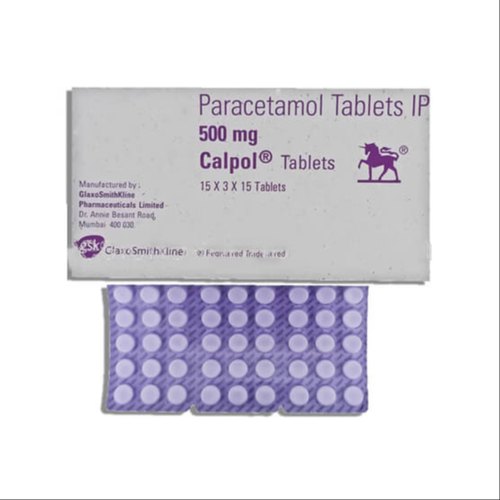 Paracetamol Tablets IP
500 mg
Calpol® Tablets
®
15 X 3 X 15 Tablets
Manufactured by :
GlaxoSmithKline
Pharmaceuticals Limited
Dr. Annie Besant Road,
Mumbai 400 030.
gsk GlaxoSmithKline